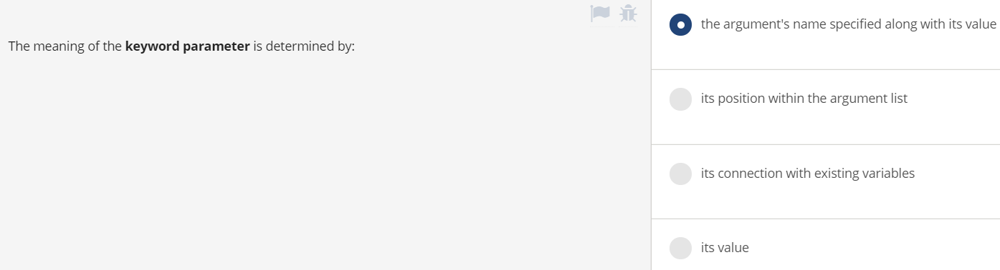 The meaning of the keyword parameter is determined by:
the argument's name specified along with its value
its position within the argument list
its connection with existing variables
its value